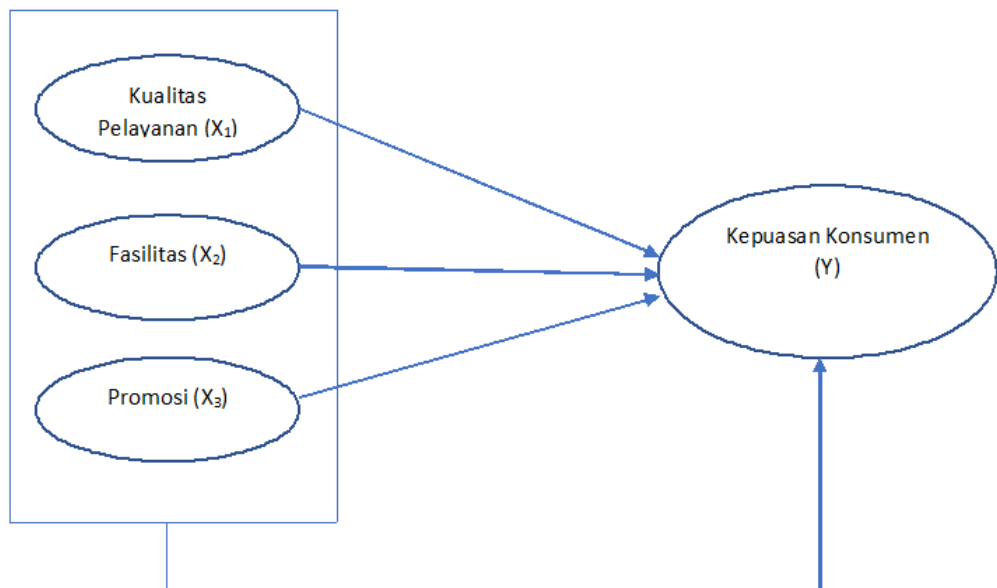 Kualitas
Pelayanan (X₁)
Fasilitas (X₂)
Promosi (X₃)
Kepuasan Konsumen
(Y)